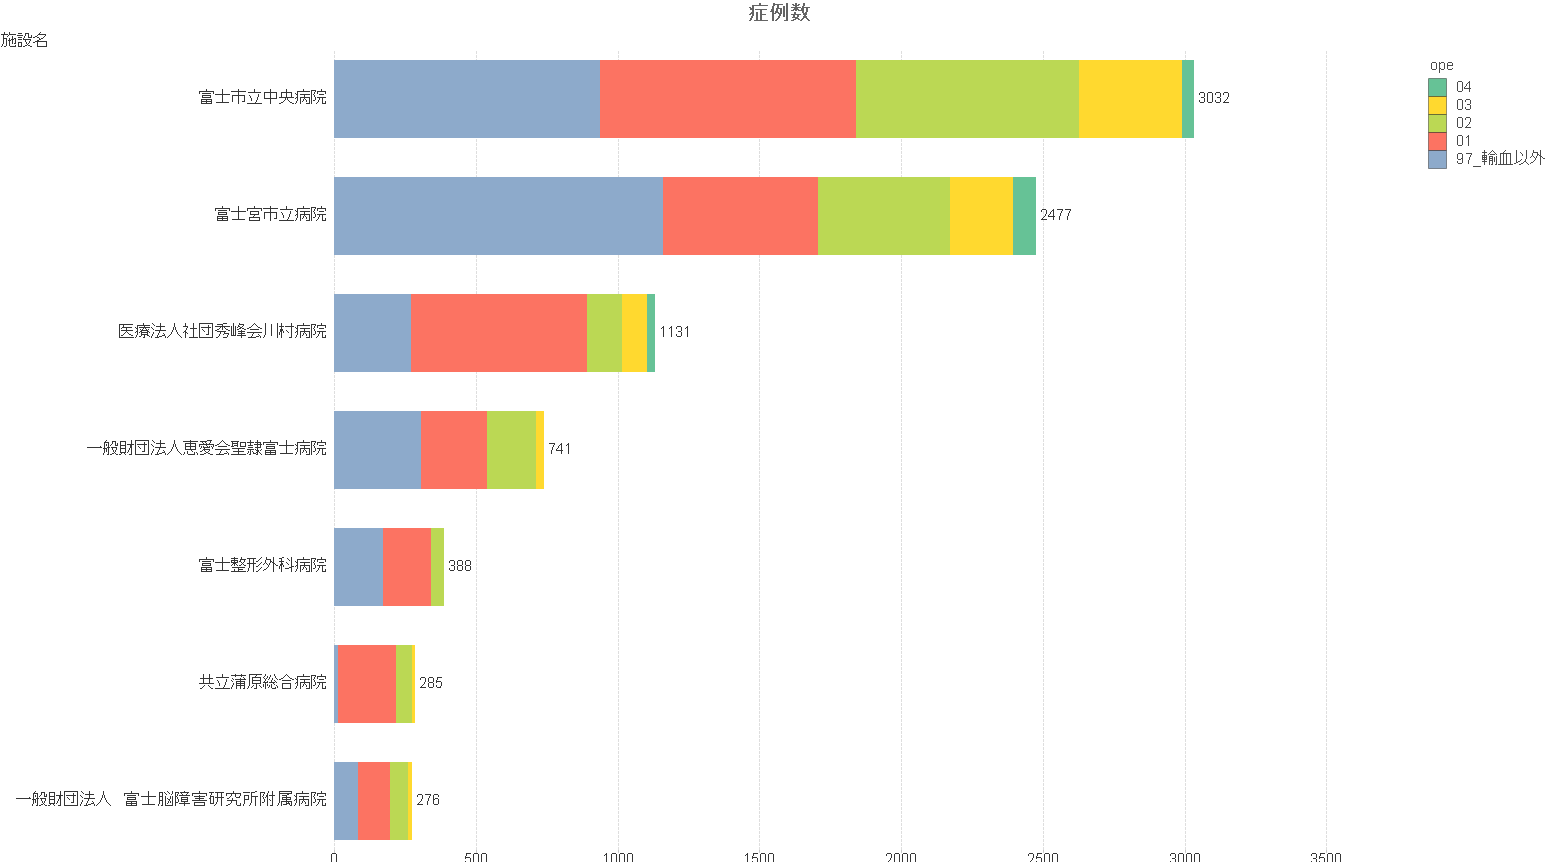 症例数
施設名
ope
04
03
02
01
97_輸血以外
富士市立中央病院
3032
富士宮市立病院
2477
医療法人社団秀峰会川村病院
1131
一般財団法人恵愛会聖隷富士病院
741
富士整形外科病院
388
共立蒲原総合病院
285
一般財団法人　富士脳障害研究所附属病院
276
0 500 1000 1500 2000 2500 3000 3500